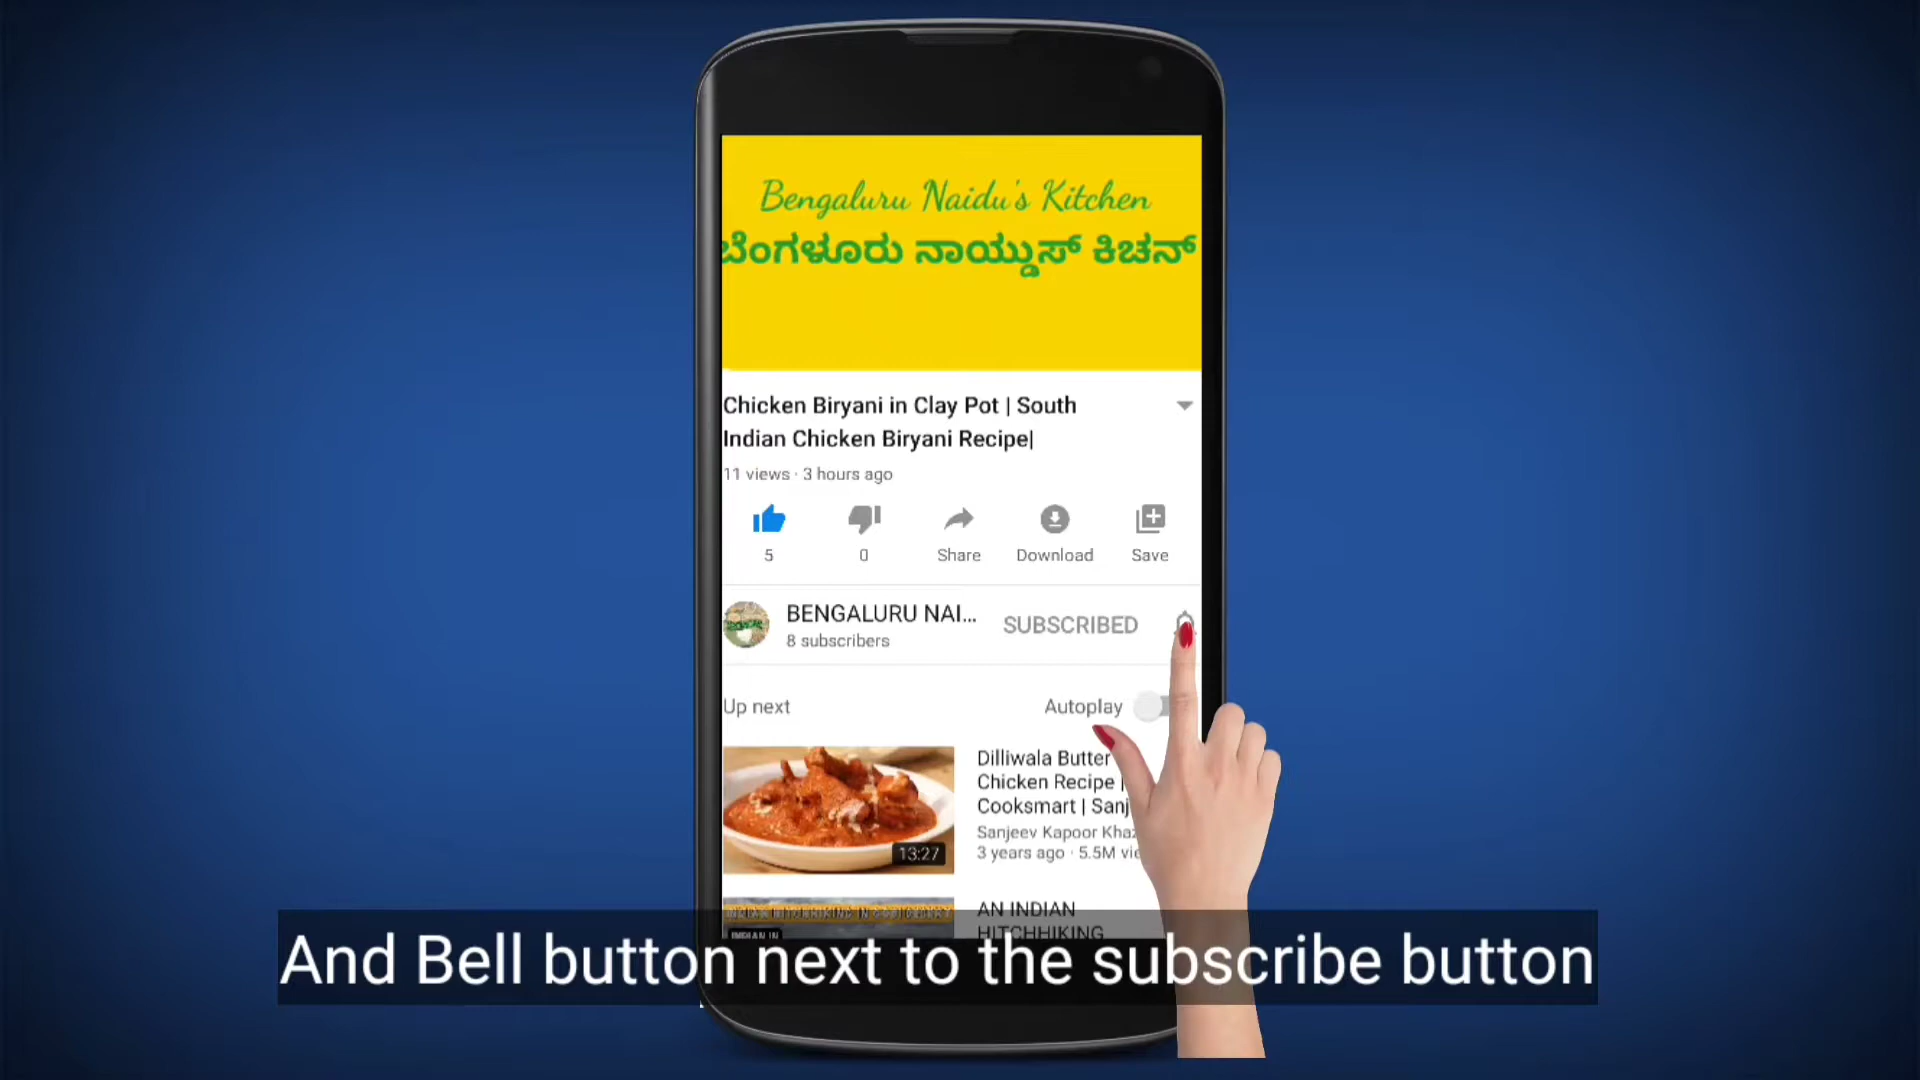 Bengaluru Naidu's Kitchen
ಬೆಂಗಳೂರು ನಾಯ್ಡುಸ್ ಕಿಚನ್
Chicken Biryani in Clay Pot | South
Indian Chicken Biryani Recipe|
11 views · 3 hours ago
5
0
Share
Download
Save
BENGALURU NAI...
SUBSCRIBED
8 subscribers
Up next
Autoplay
Dilliwala Butter
Chicken Recipe |
Cooksmart | Sanj
Sanjeev Kapoor Khaz
3 years ago · 5.5M vie
13:27
AN INDIAN
HITCHHIKING
And Bell button next to the subscribe button